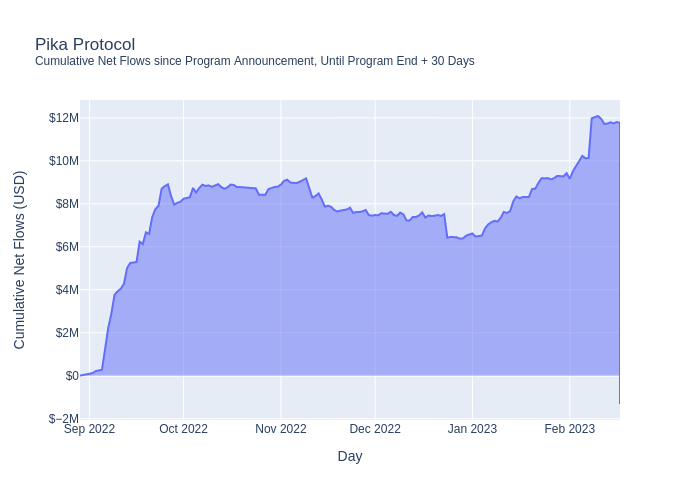 Pika Protocol
Cumulative Net Flows since Program Announcement, Until Program End + 30 Days
Cumulative Net Flows (USD)
$12M
$10M
$8M
$6M
$4M
$2M
$0
$−2M
Sep 2022 Oct 2022 Nov 2022 Dec 2022 Jan 2023 Feb 2023
Day